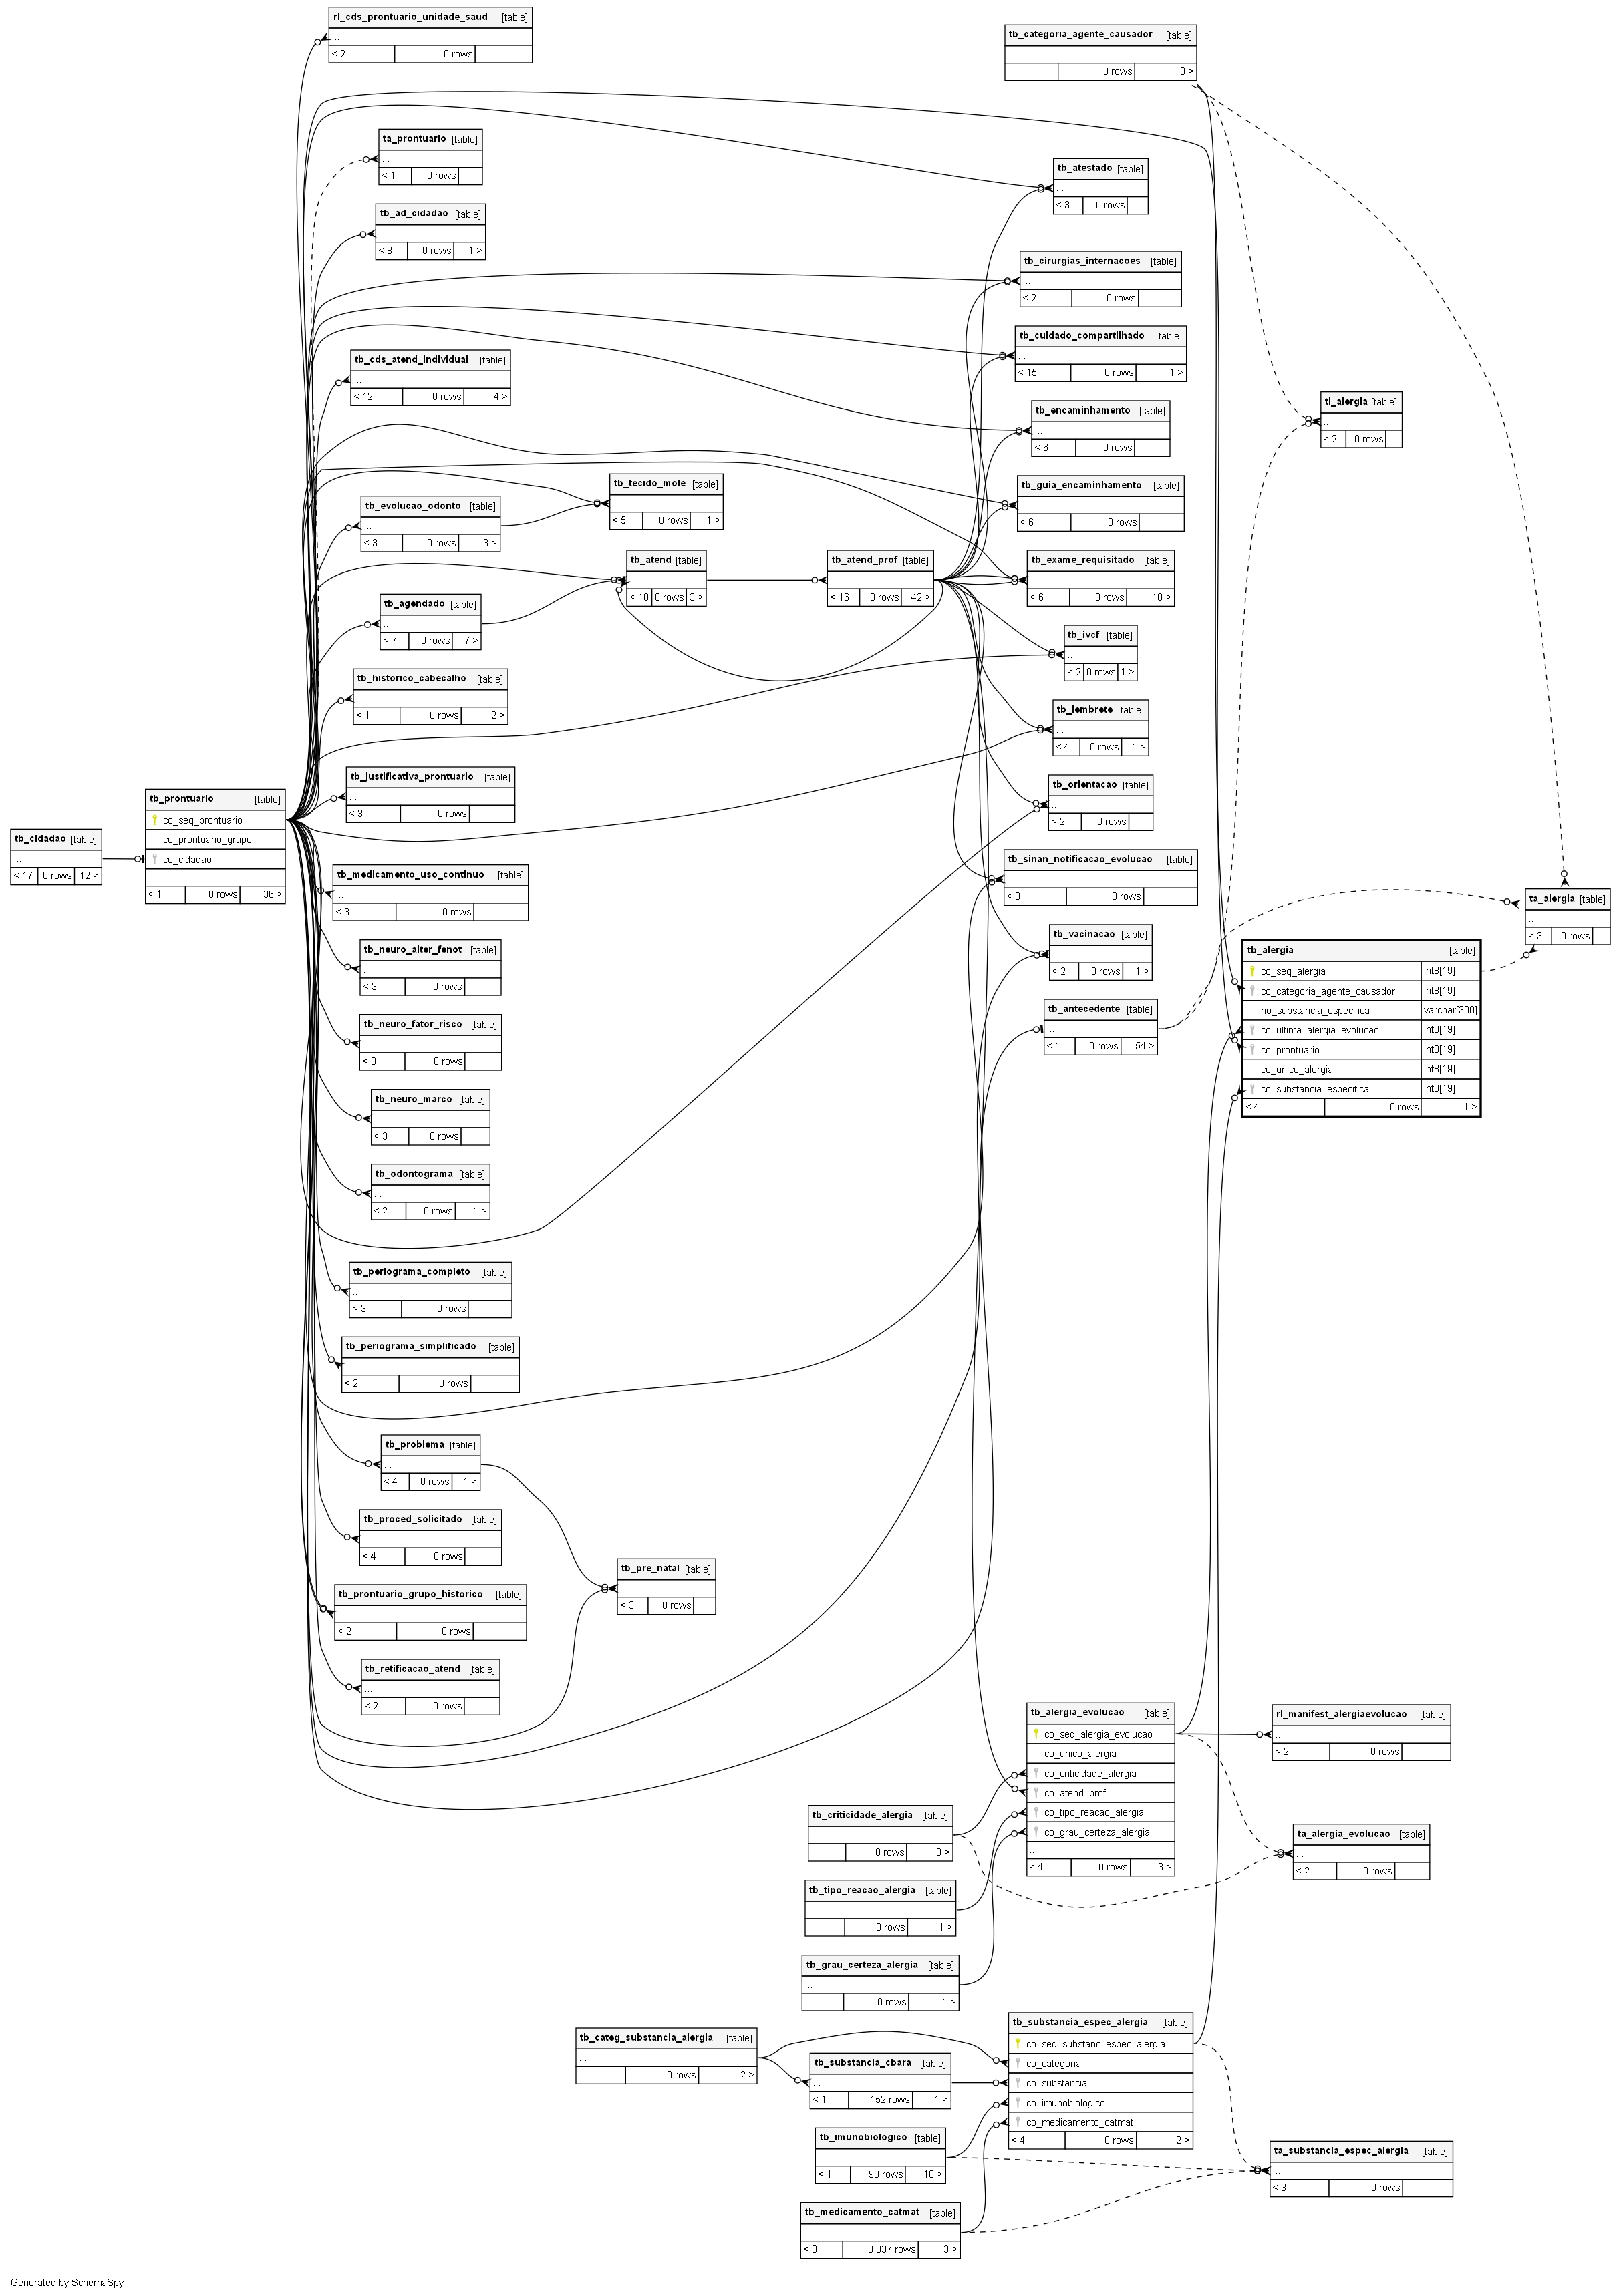 rl_cds_prontuario_unidade_saud [table]
...
< 2 0 rows
tb_categoria_agente_causador [table]
...
0 rows 3 >
ta_prontuario [table]
...
< 1 0 rows
tb_atestado [table]
...
< 3 0 rows
tb_ad_cidadao [table]
...
< 8 0 rows 1 >
tb_cirurgias_internacoes [table]
...
< 2 0 rows
tb_cuidado_compartilhado [table]
...
< 15 0 rows 1 >
tb_cds_atend_individual [table]
...
< 12 0 rows 4 >
tl_alergia [table]
...
< 2 0 rows
tb_encaminhamento [table]
...
< 6 0 rows
tb_tecido_mole [table]
...
< 5 0 rows 1 >
tb_guia_encaminhamento [table]
...
< 6 0 rows
tb_evolucao_odonto [table]
...
< 3 0 rows 3 >
tb_atend [table]
...
< 10 0 rows 3 >
tb_atend_prof [table]
...
< 16 0 rows 42 >
tb_exame_requisitado [table]
...
< 6 0 rows 10 >
tb_agendado [table]
...
< 7 0 rows 7 >
tb_ivcf [table]
...
< 2 0 rows 1 >
tb_historico_cabecalho [table]
...
< 1 0 rows 2 >
tb_lembrete [table]
...
< 4 0 rows 1 >
tb_justificativa_prontuario [table]
...
< 3 0 rows
tb_orientacao [table]
...
< 2 0 rows
tb_prontuario [table]
co_seq_prontuario
co_prontuario_grupo
co_cidadao
...
< 1 0 rows 36 >
tb_cidadao [table]
...
< 17 0 rows 12 >
tb_sinan_notificacao_evolucao [table]
...
< 3 0 rows
tb_medicamento_uso_continuo [table]
...
< 3 0 rows
ta_alergia [table]
...
< 3 0 rows
tb_vacinacao [table]
...
< 2 0 rows 1 >
tb_neuro_alter_fenot [table]
...
< 3 0 rows
tb_alergia [table]
co_seq_alergia int8[19]
co_categoria_agente_causador int8[19]
no_substancia_especifica varchar[300]
co_ultima_alergia_evolucao int8[19]
co_prontuario int8[19]
co_unico_alergia int8[19]
co_substancia_especifica int8[19]
< 4 0 rows 1 >
tb_antecedente [table]
...
< 1 0 rows 54 >
tb_neuro_fator_risco [table]
...
< 3 0 rows
tb_neuro_marco [table]
...
< 3 0 rows
tb_odontograma [table]
...
< 2 0 rows 1 >
tb_periograma_completo [table]
...
< 3 0 rows
tb_periograma_simplificado [table]
...
< 2 0 rows
tb_problema [table]
...
< 4 0 rows 1 >
tb_proced_solicitado [table]
...
< 4 0 rows
tb_pre_natal [table]
...
< 3 0 rows
tb_prontuario_grupo_historico [table]
...
< 2 0 rows
tb_retificacao_atend [table]
...
< 2 0 rows
tb_alergia_evolucao [table]
co_seq_alergia_evolucao
co_unico_alergia
co_criticidade_alergia
co_atend_prof
co_tipo_reacao_alergia
co_grau_certeza_alergia
...
< 4 0 rows 3 >
rl_manifest_alergiaevolucao [table]
...
< 2 0 rows
tb_criticidade_alergia [table]
...
0 rows 3 >
ta_alergia_evolucao [table]
...
< 2 0 rows
tb_tipo_reacao_alergia [table]
...
0 rows 1 >
tb_grau_certeza_alergia [table]
...
0 rows 1 >
tb_substancia_espec_alergia [table]
co_seq_substanc_espec_alergia
co_categoria
co_substancia
co_imunobiologico
co_medicamento_catmat
< 4 0 rows 2 >
tb_categ_substancia_alergia [table]
...
0 rows 2 >
tb_substancia_cbara [table]
...
< 1 152 rows 1 >
tb_imunobiologico [table]
...
< 1 98 rows 18 >
ta_substancia_espec_alergia [table]
...
< 3 0 rows
tb_medicamento_catmat [table]
...
< 3 3.337 rows 3 >
Generated by SchemaSpy